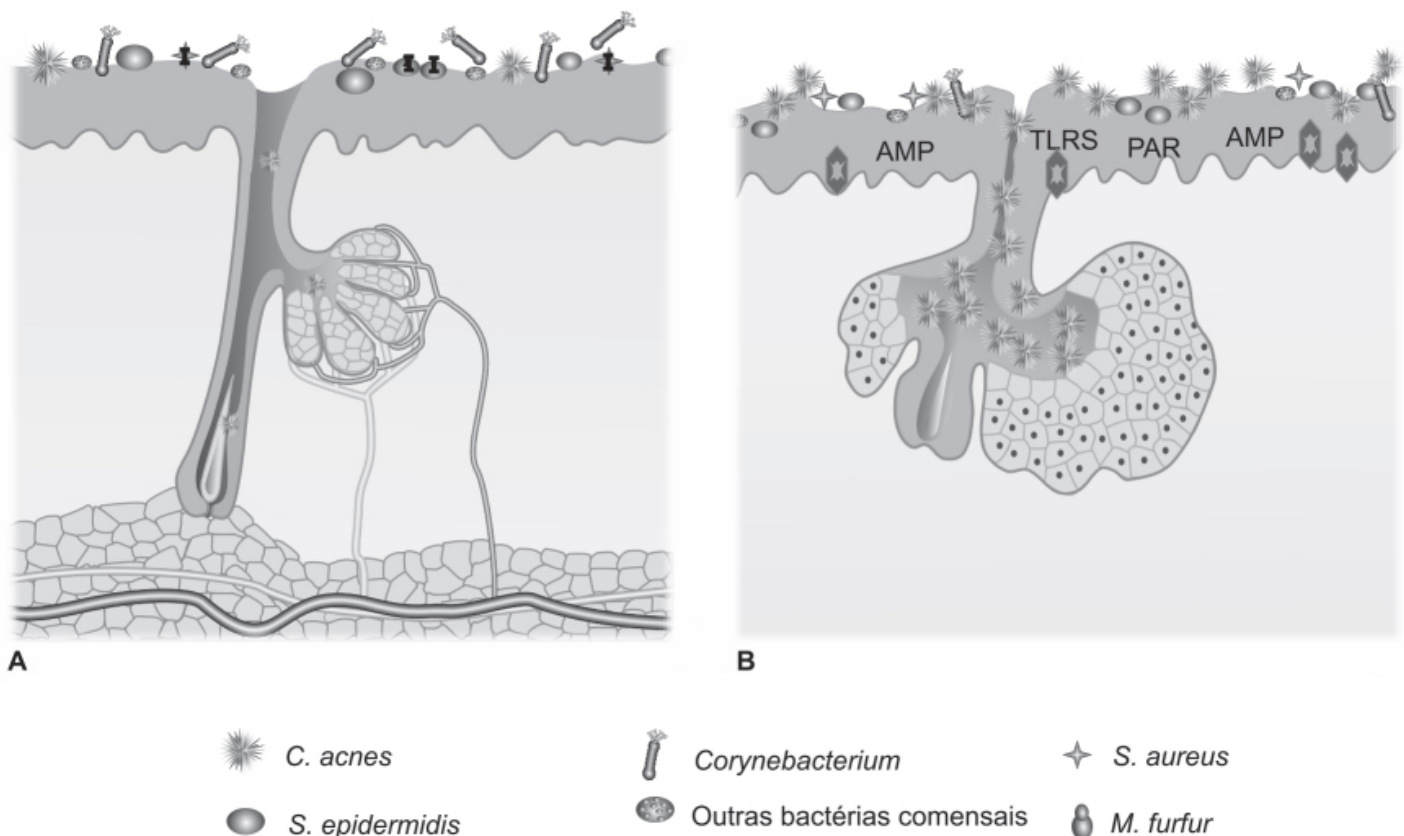 AMP TLRS PAR AMP
A
B
C. acnes
Corynebacterium
S. aureus
S. epidermidis
Outras bactérias comensais
M. furfur